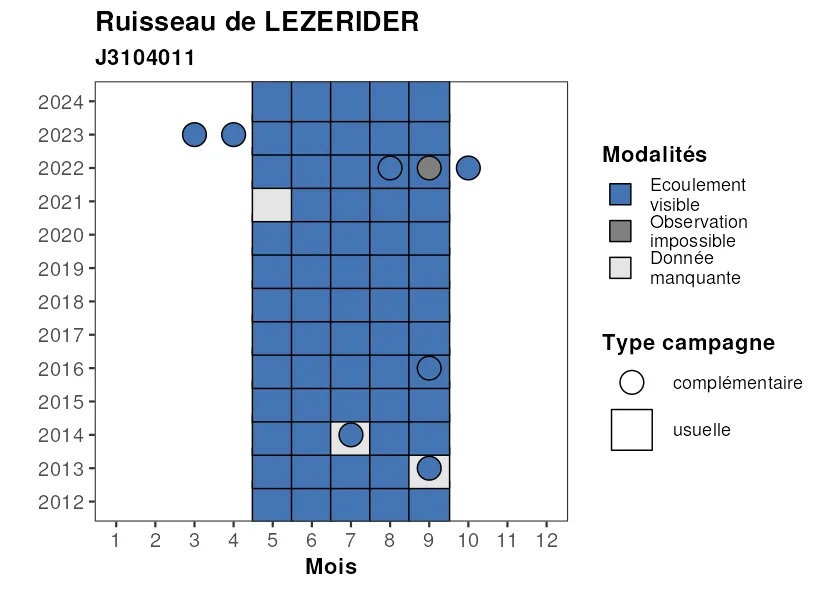 Ruisseau de LEZERIDER
J3104011
2024
2023
2022
2021
2020
2019
2018
2017
2016
2015
2014
2013
2012
1 2 3 4 5 6 7 8 9 10 11 12
Mois
Modalités
Ecoulement
visible
Observation
impossible
Donnée
manquante
Type campagne
complémentaire
usuelle